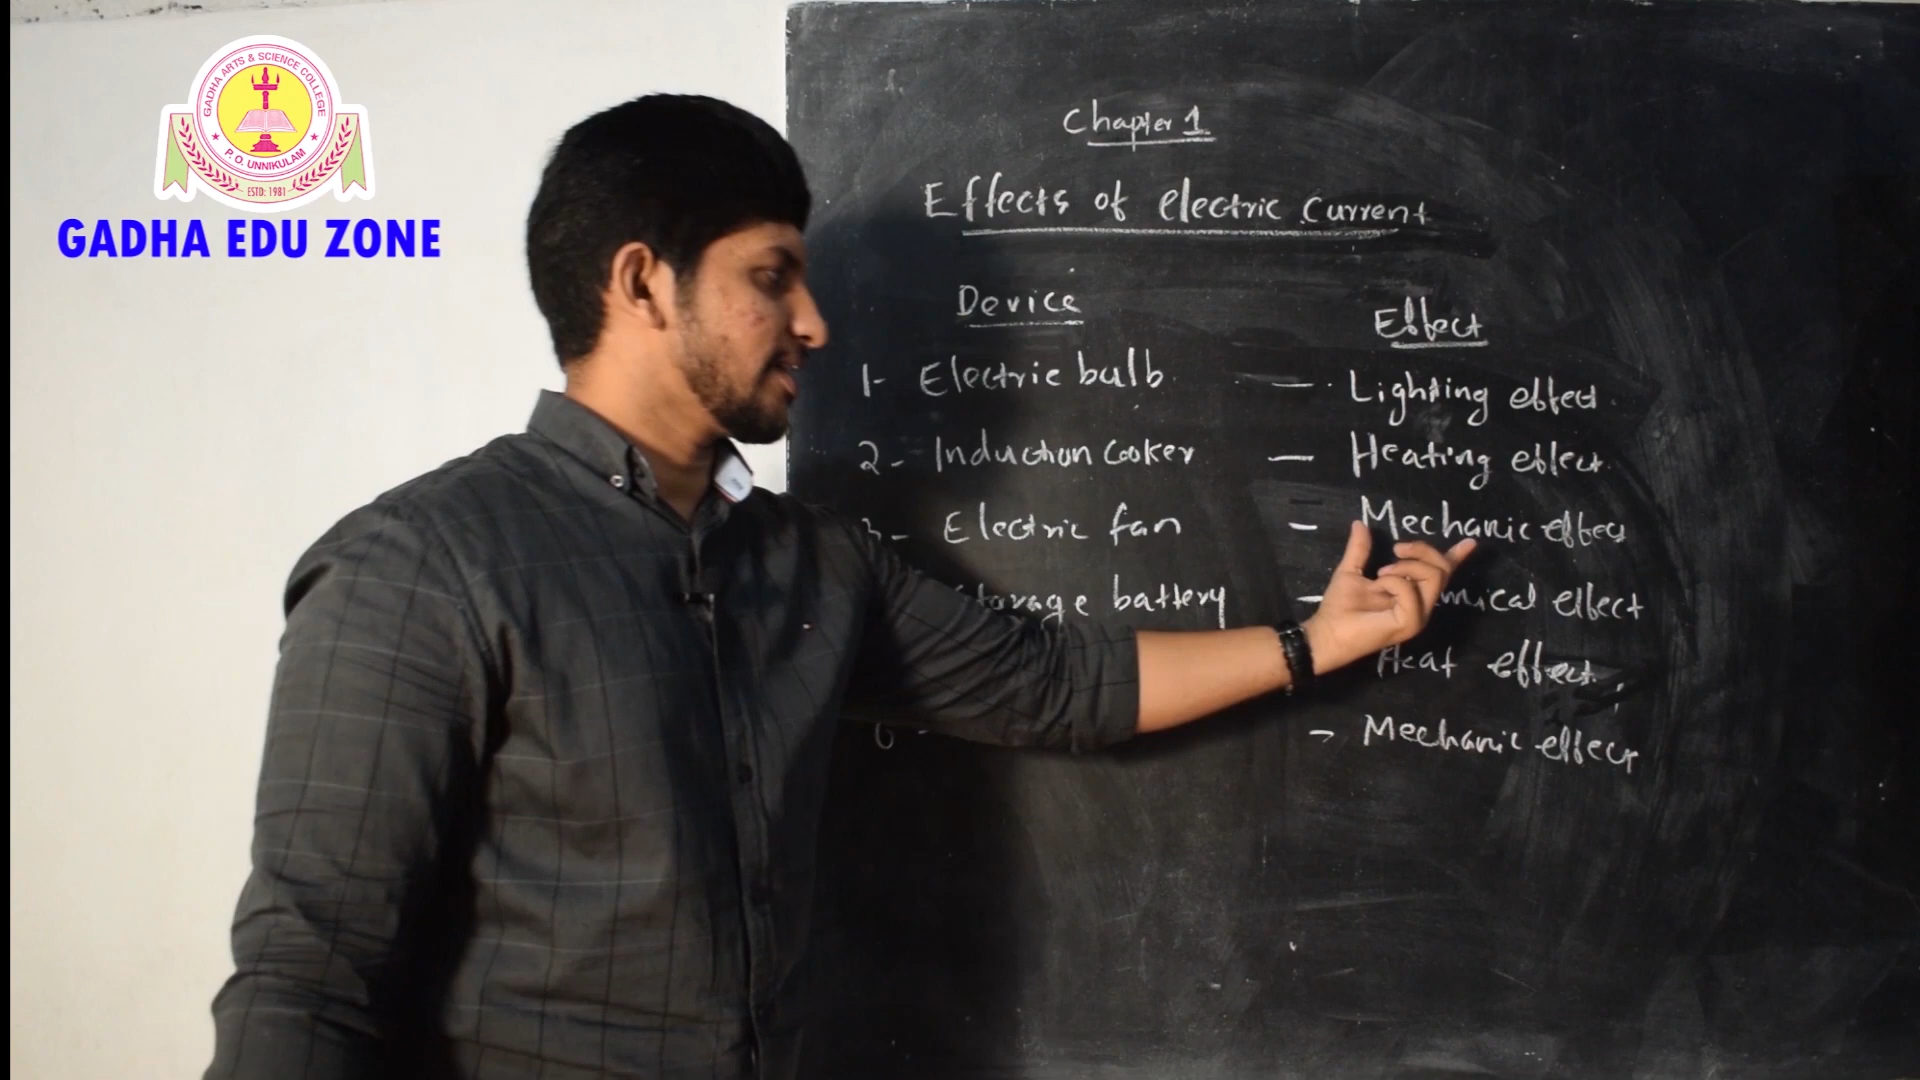 GADHA ARTS & SCIENCE COLLEGE
P. O. UNNIKULAM
ESTD: 1981
GADHA EDU ZONE
Chapter 1
Effects of electric current
Device Effect
1- Electric bulb — Lighting effect
2- Induction cooker — Heating effect
3- Electric fan - Mechanic effect
storage battery - mical effect
Heat effect
6 - - Mechanic effect